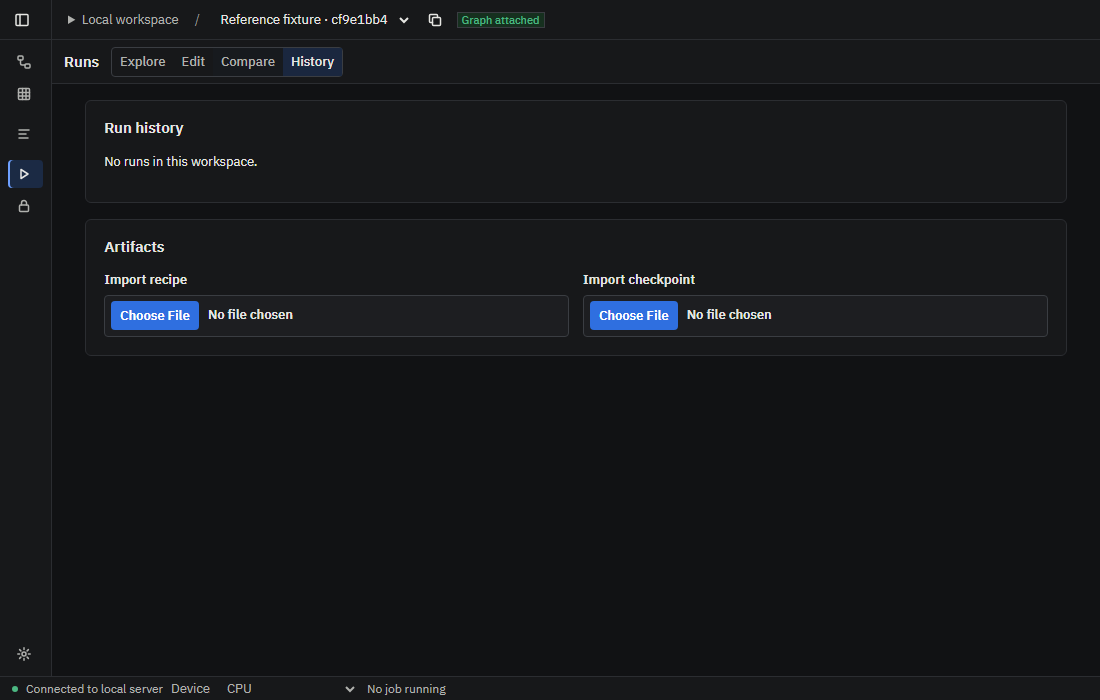 Local workspace / Reference fixture · cf9e1bb4 Graph attached
Runs Explore Edit Compare History
Run history
No runs in this workspace.
Artifacts
Import recipe Import checkpoint
Choose File No file chosen Choose File No file chosen
Connected to local server Device CPU No job running